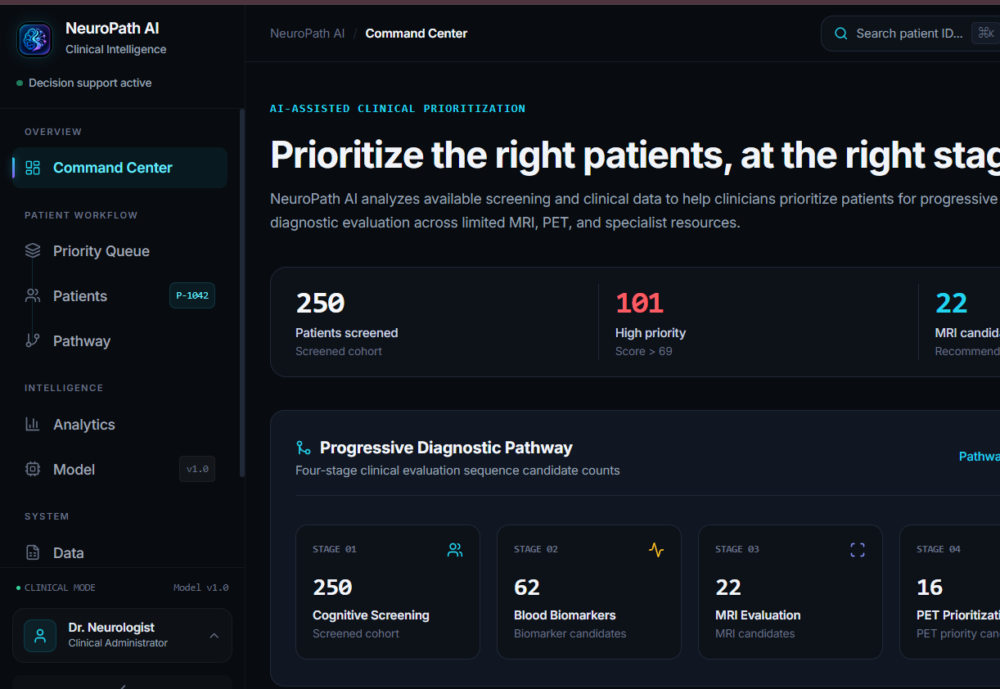 NeuroPath AI
Clinical Intelligence
Decision support active
OVERVIEW
Command Center
PATIENT WORKFLOW
Priority Queue
Patients
P-1042
Pathway
INTELLIGENCE
Analytics
Model
v1.0
SYSTEM
Data
CLINICAL MODE
Model v1.0
Dr. Neurologist
Clinical Administrator
NeuroPath AI / Command Center
Search patient ID...
⌘K
AI-ASSISTED CLINICAL PRIORITIZATION
Prioritize the right patients, at the right stag
NeuroPath AI analyzes available screening and clinical data to help clinicians prioritize patients for progressive
diagnostic evaluation across limited MRI, PET, and specialist resources.
250
Patients screened
Screened cohort
101
High priority
Score > 69
22
MRI candida
Recommend
Progressive Diagnostic Pathway
Four-stage clinical evaluation sequence candidate counts
Pathwa
STAGE 01
250
Cognitive Screening
Screened cohort
STAGE 02
62
Blood Biomarkers
Biomarker candidates
STAGE 03
22
MRI Evaluation
MRI candidates
STAGE 04
16
PET Prioritizati
PET priority can